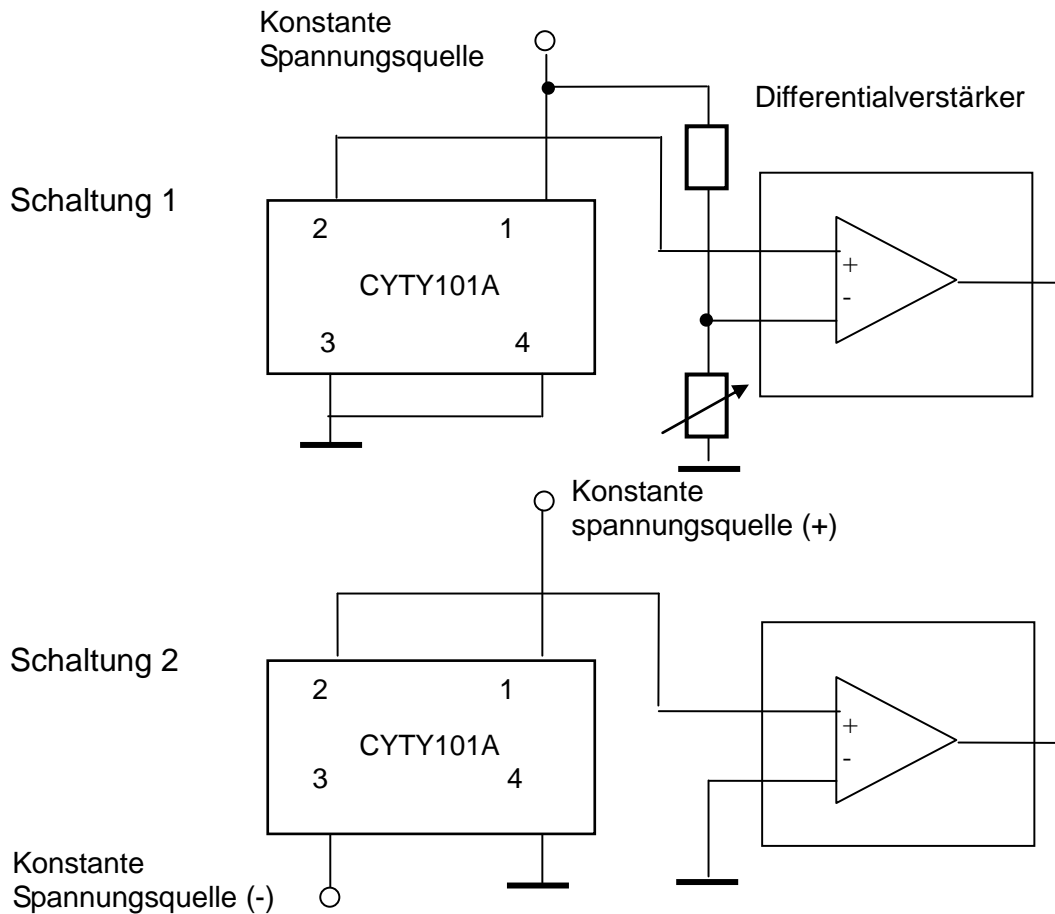 Konstante
Spannungsquelle
Differentialverstärker
Schaltung 1
2 1
CYTY101A
3 4
+
-
Konstante
spannungsquelle (+)
Schaltung 2
2 1
CYTY101A
3 4
+
-
Konstante
Spannungsquelle (-)